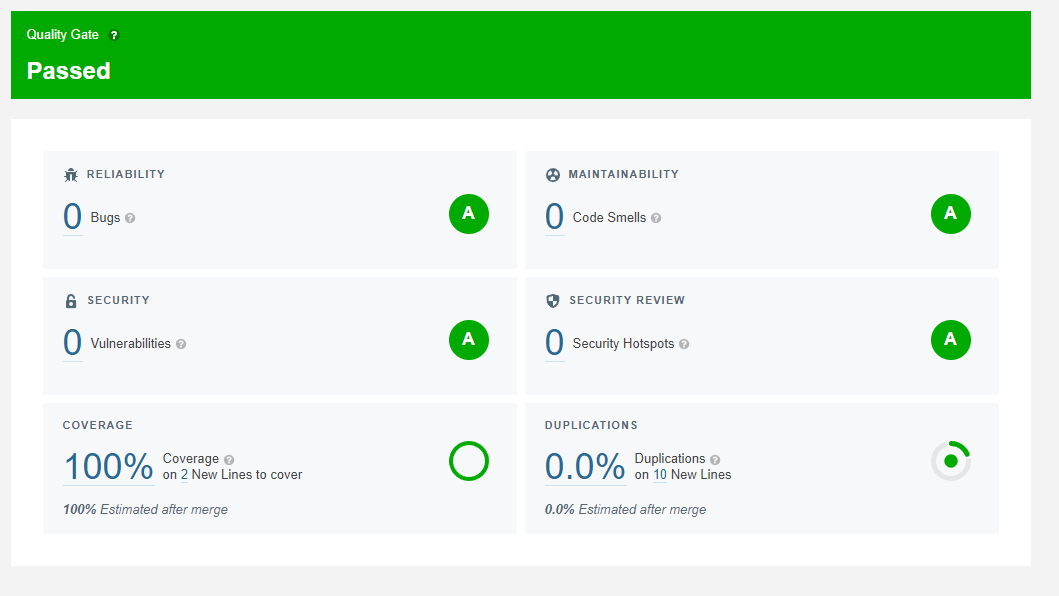 Quality Gate ?
Passed
RELIABILITY
0 Bugs ?
A
MAINTAINABILITY
0 Code Smells ?
A
SECURITY
0 Vulnerabilities ?
A
SECURITY REVIEW
0 Security Hotspots ?
A
COVERAGE
100% Coverage ?
on 2 New Lines to cover
100% Estimated after merge
DUPLICATIONS
0.0% Duplications ?
on 10 New Lines
0.0% Estimated after merge